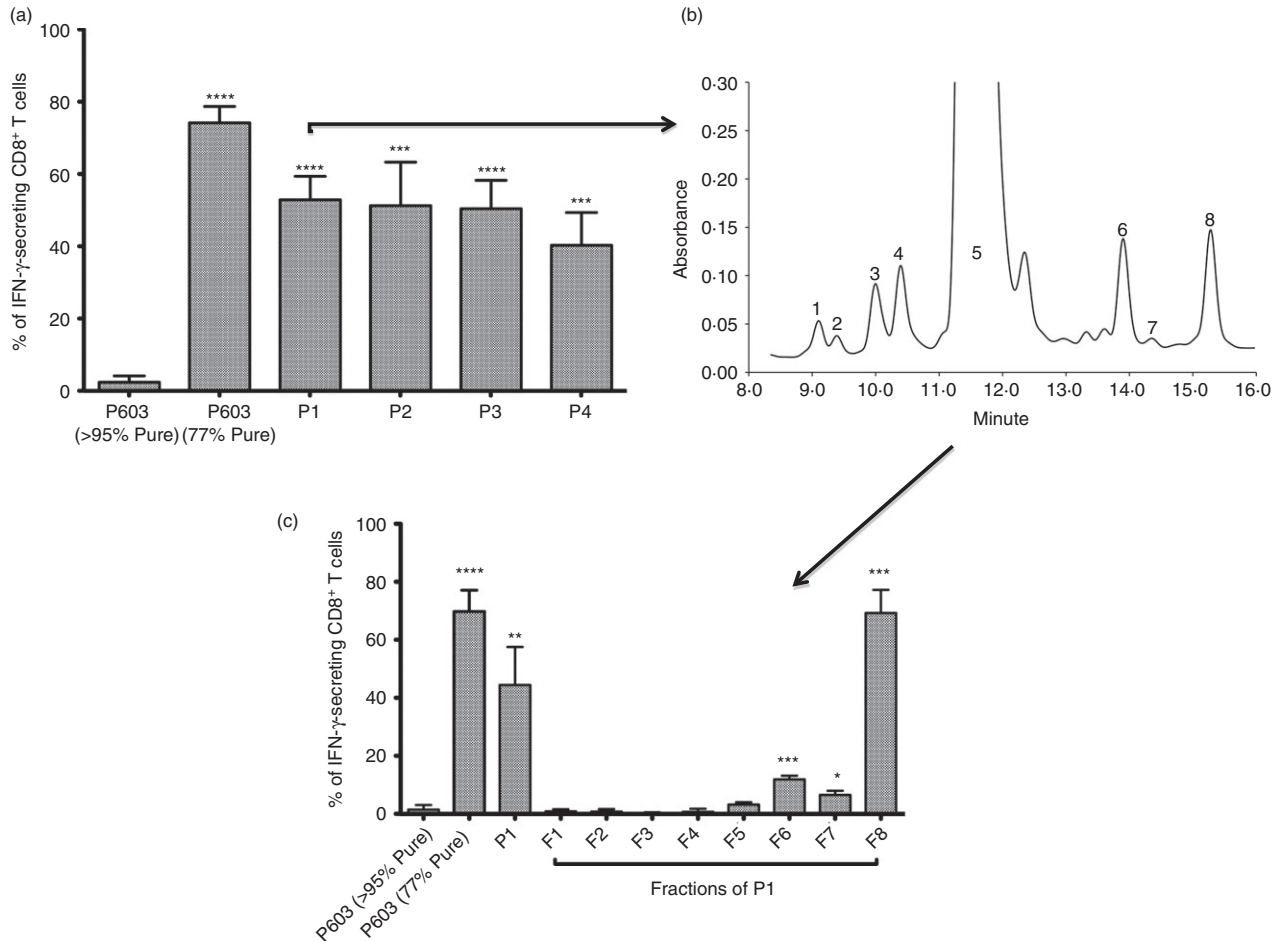 (a)
% of IFN-γ-secreting CD8⁺ T cells
100
80
60
40
20
0
****
****
***
****
***
P603
(>95% Pure)
P603
(77% Pure)
P1
P2
P3
P4
(b)
Absorbance
0·30
0·25
0·20
0·15
0·10
0·05
0·00
1
2
3
4
5
6
7
8
8·0 9·0 10·0 11·0 12·0 13·0 14·0 15·0 16·0
Minute
(c)
% of IFN-γ-secreting CD8⁺ T cells
100
80
60
40
20
0
****
**
***
*
***
P603 (>95% Pure)
P603 (77% Pure)
P1
F1
F2
F3
F4
F5
F6
F7
F8
Fractions of P1